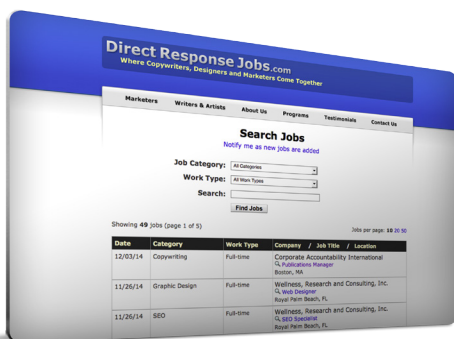 Direct Response Jobs.com
Where Copywriters, Designers and Marketers Come Together
Marketers Writers & Artists About Us Programs Testimonials Contact Us
Search Jobs
Notify me as new jobs are added
Job Category: All Categories
Work Type: All Work Types
Search:
Find Jobs
Showing 49 jobs (page 1 of 5) Jobs per page: 10 20 50
Date Category Work Type Company / Job Title / Location
12/03/14 Copywriting Full-time Corporate Accountability International
Publications Manager
Boston, MA
11/26/14 Graphic Design Full-time Wellness, Research and Consulting, Inc.
Web Designer
Royal Palm Beach, FL
11/26/14 SEO Full-time Wellness, Research and Consulting, Inc.
SEO Specialist
Royal Palm Beach, FL